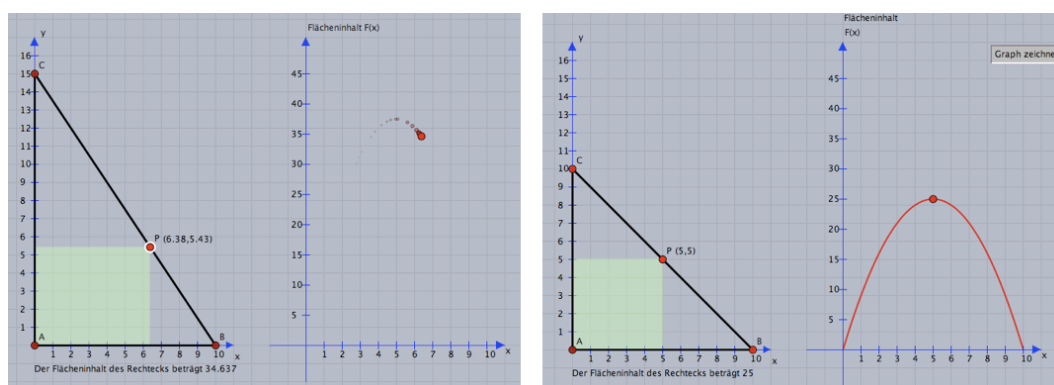 Flächeninhalt F(x)
y
16
C
15
14
13
12
11
10
9
8
7
6
5
4
3
2
1
P (6.38,5.43)
A
B
1 2 3 4 5 6 7 8 9 10 x
Der Flächeninhalt des Rechtecks beträgt 34.637
45
40
35
30
25
20
15
10
5
1 2 3 4 5 6 7 8 9 10 x
Flächeninhalt
F(x)
Graph zeichne
y
16
15
14
13
12
11
C
10
9
8
7
6
5
4
3
2
1
P (5,5)
A
B
1 2 3 4 5 6 7 8 9 10 x
Der Flächeninhalt des Rechtecks beträgt 25
45
40
35
30
25
20
15
10
5
1 2 3 4 5 6 7 8 9 10 x